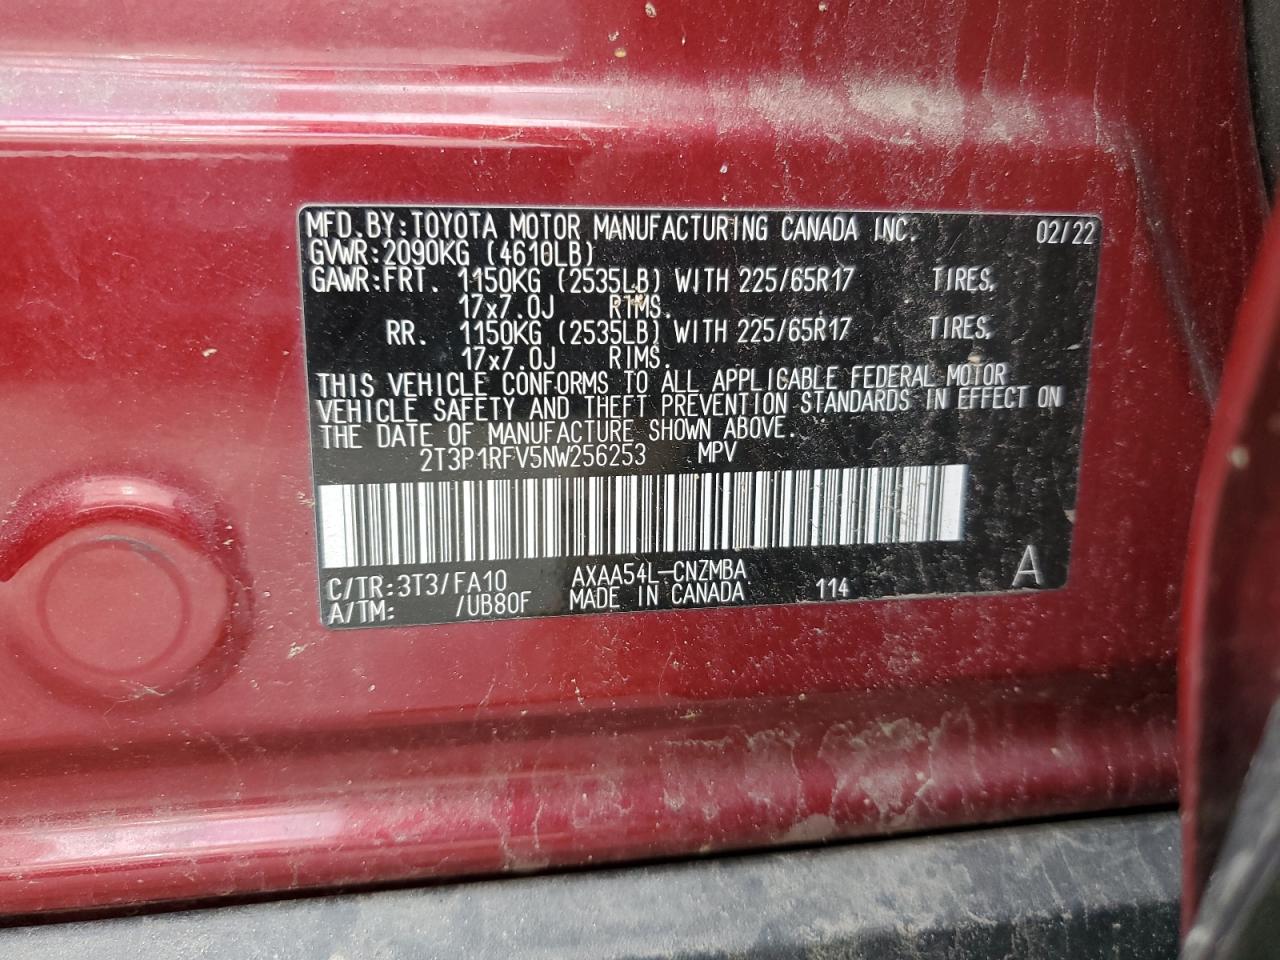 MFD.BY:TOYOTA MOTOR MANUFACTURING CANADA INC. 02/22
GVWR:2090KG (4610LB)
GAWR:FRT. 1150KG (2535LB) WITH 225/65R17 TIRES,
17x7.0J RIMS.
RR. 1150KG (2535LB) WITH 225/65R17 TIRES,
17x7.0J RIMS.
THIS VEHICLE CONFORMS TO ALL APPLICABLE FEDERAL MOTOR
VEHICLE SAFETY AND THEFT PREVENTION STANDARDS IN EFFECT ON
THE DATE OF MANUFACTURE SHOWN ABOVE.
2T3P1RFV5NW256253 MPV
C/TR:3T3/FA10 AXAA54L-CNZMBA
A/TM: /UB80F MADE IN CANADA 114 A